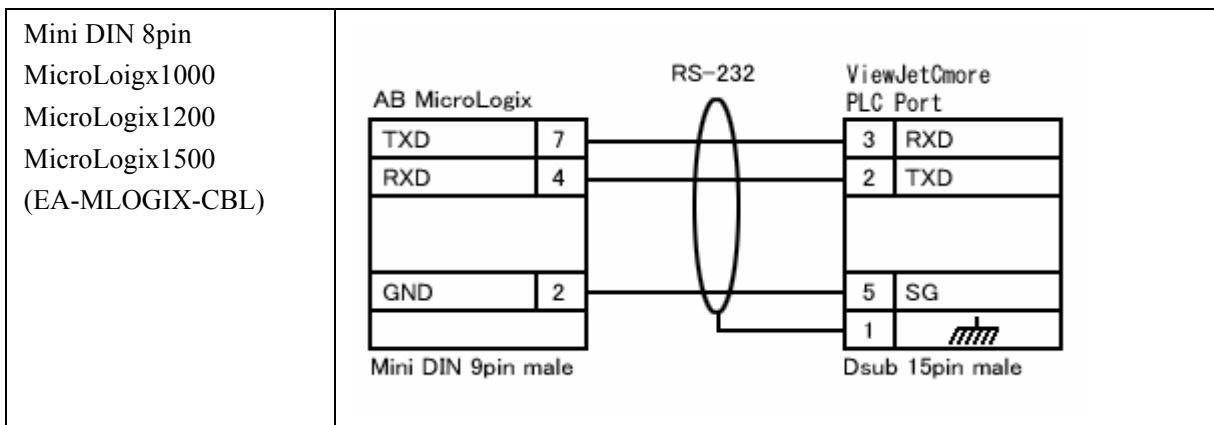 Mini DIN 8pin
MicroLoigx1000
MicroLogix1200
MicroLogix1500
(EA-MLOGIX-CBL)
RS-232
ViewJetCmore
AB MicroLogix
PLC Port
TXD 7
3 RXD
RXD 4
2 TXD
GND 2
5 SG
1
Mini DIN 9pin male
Dsub 15pin male